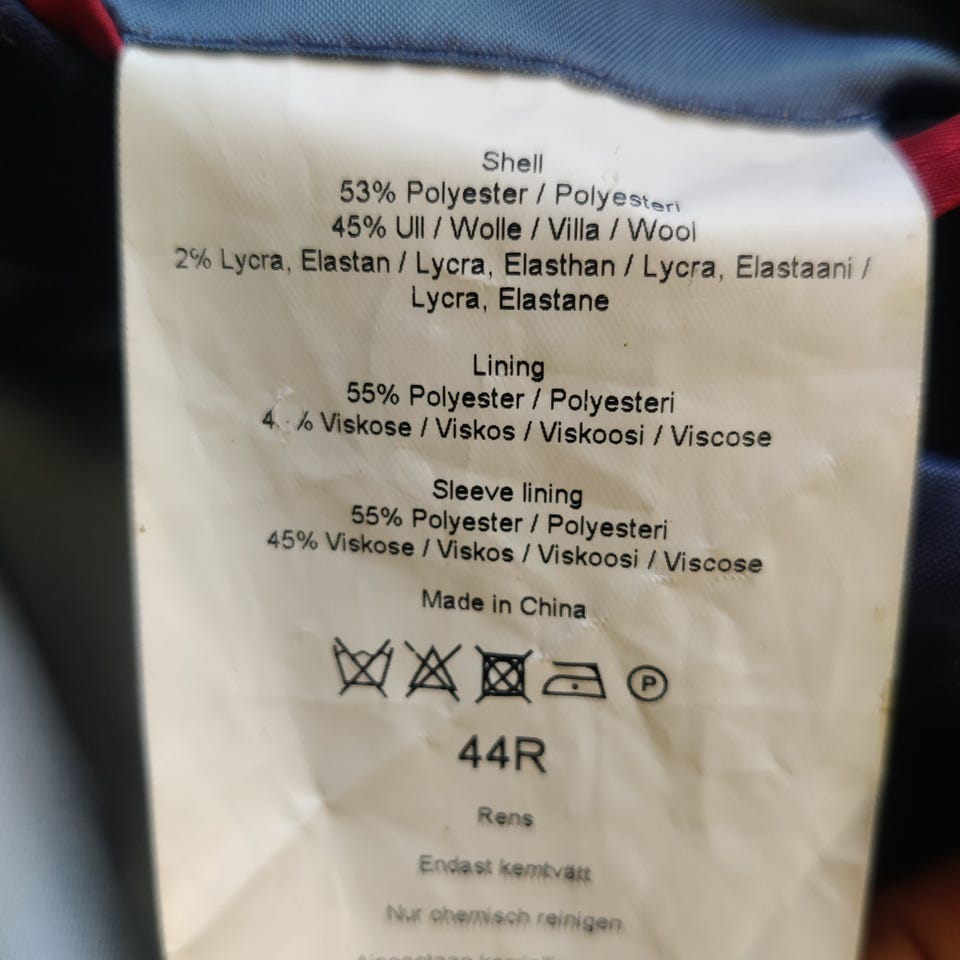 Shell
53% Polyester / Polyesteri
45% Ull / Wolle / Villa / Wool
2% Lycra, Elastan / Lycra, Elasthan / Lycra, Elastaani /
Lycra, Elastane
Lining
55% Polyester / Polyesteri
Viskose / Viskos / Viskoosi / Viscose
Sleeve lining
55% Polyester / Polyesteri
45% Viskose / Viskos / Viskoosi / Viscose
Made in China
P
44R
Rens
Endast kemtvätt
Nur chemisch reinigen